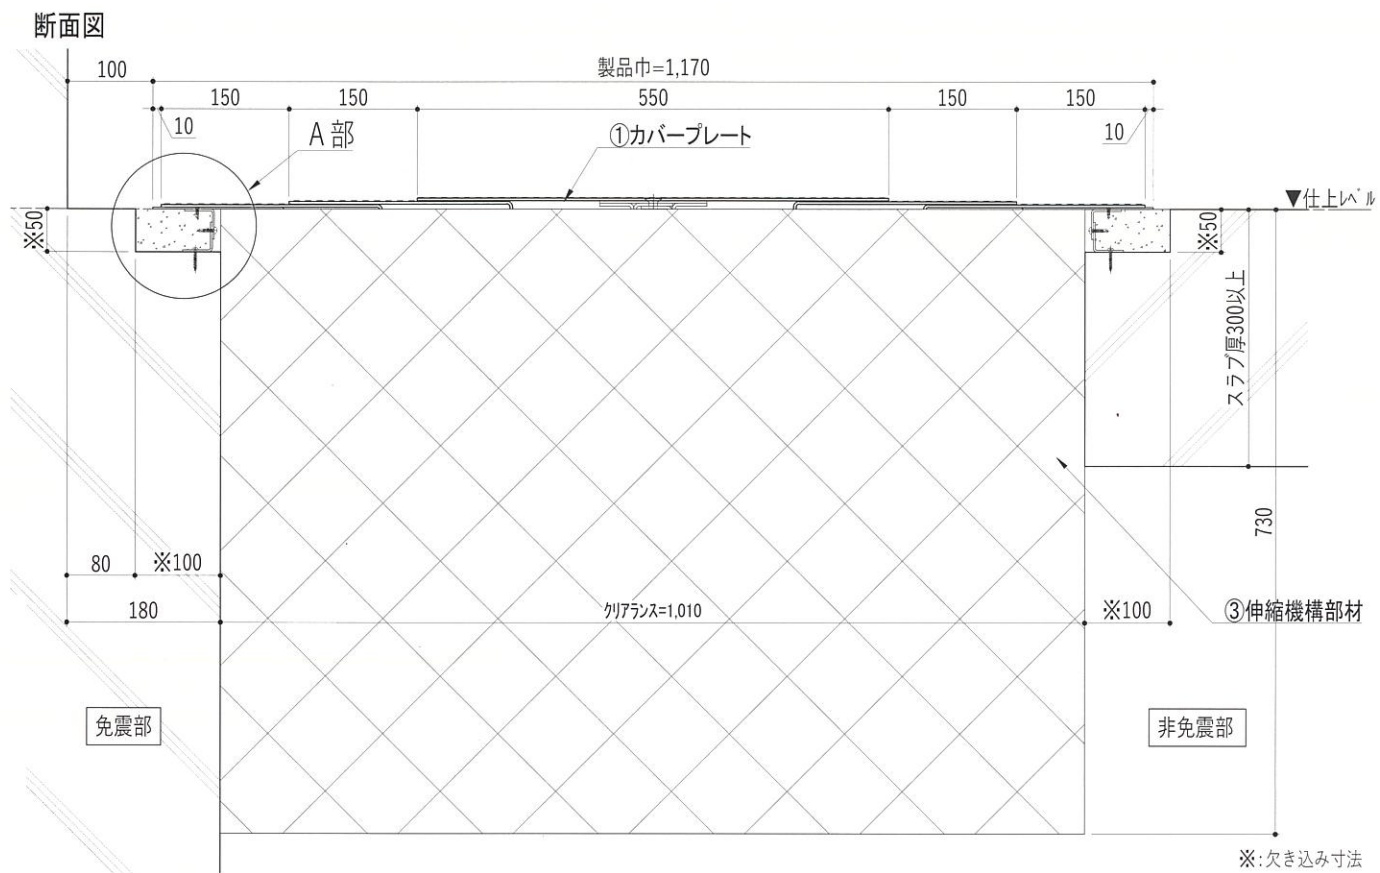 断面図
100
製品巾=1,170
150
150
550
150
150
10
A部
①カバープレート
10
▼仕上レベル
※50
※50
スラブ厚300以上
730
80
※100
180
クリアランス=1,010
※100
③伸縮機構部材
免震部
非免震部
※:欠き込み寸法